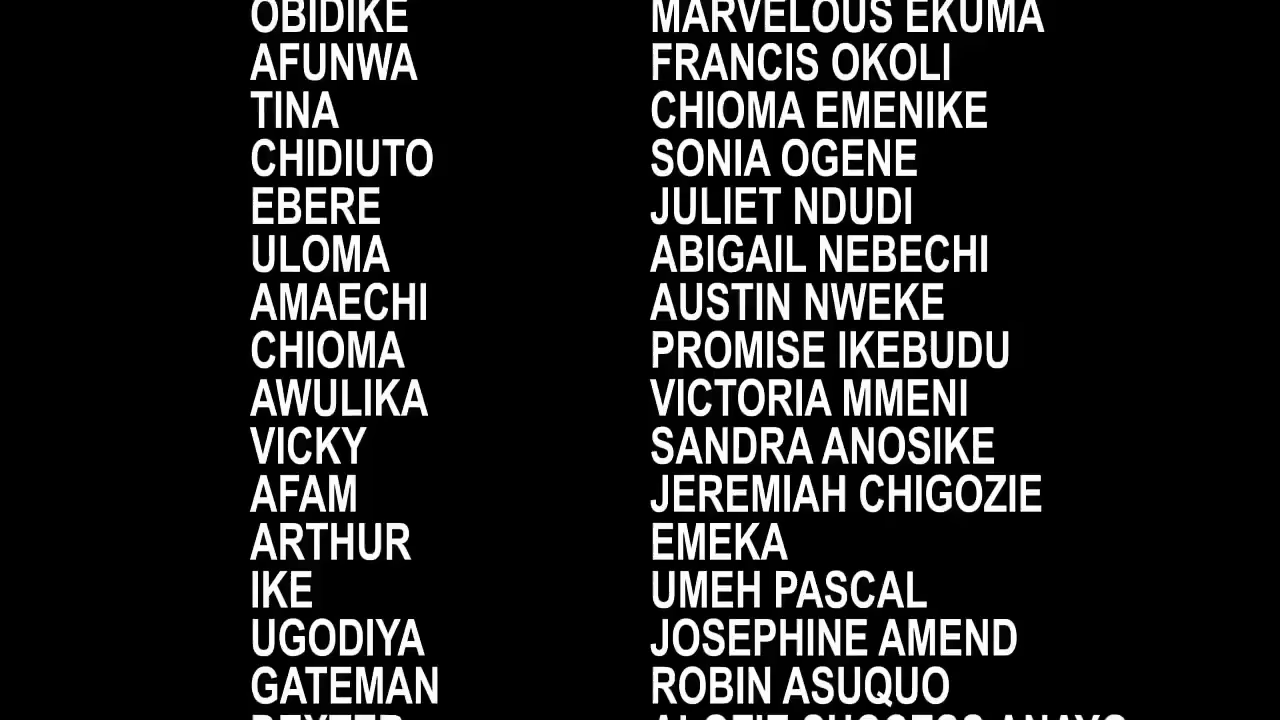 OBIDIKE MARVELOUS EKUMA
AFUNWA FRANCIS OKOLI
TINA CHIOMA EMENIKE
CHIDIUTO SONIA OGENE
EBERE JULIET NDUDI
ULOMA ABIGAIL NEBECHI
AMAECHI AUSTIN NWEKE
CHIOMA PROMISE IKEBUDU
AWULIKA VICTORIA MMENI
VICKY SANDRA ANOSIKE
AFAM JEREMIAH CHIGOZIE
ARTHUR EMEKA
IKE UMEH PASCAL
UGODIYA JOSEPHINE AMEND
GATEMAN ROBIN ASUQUO